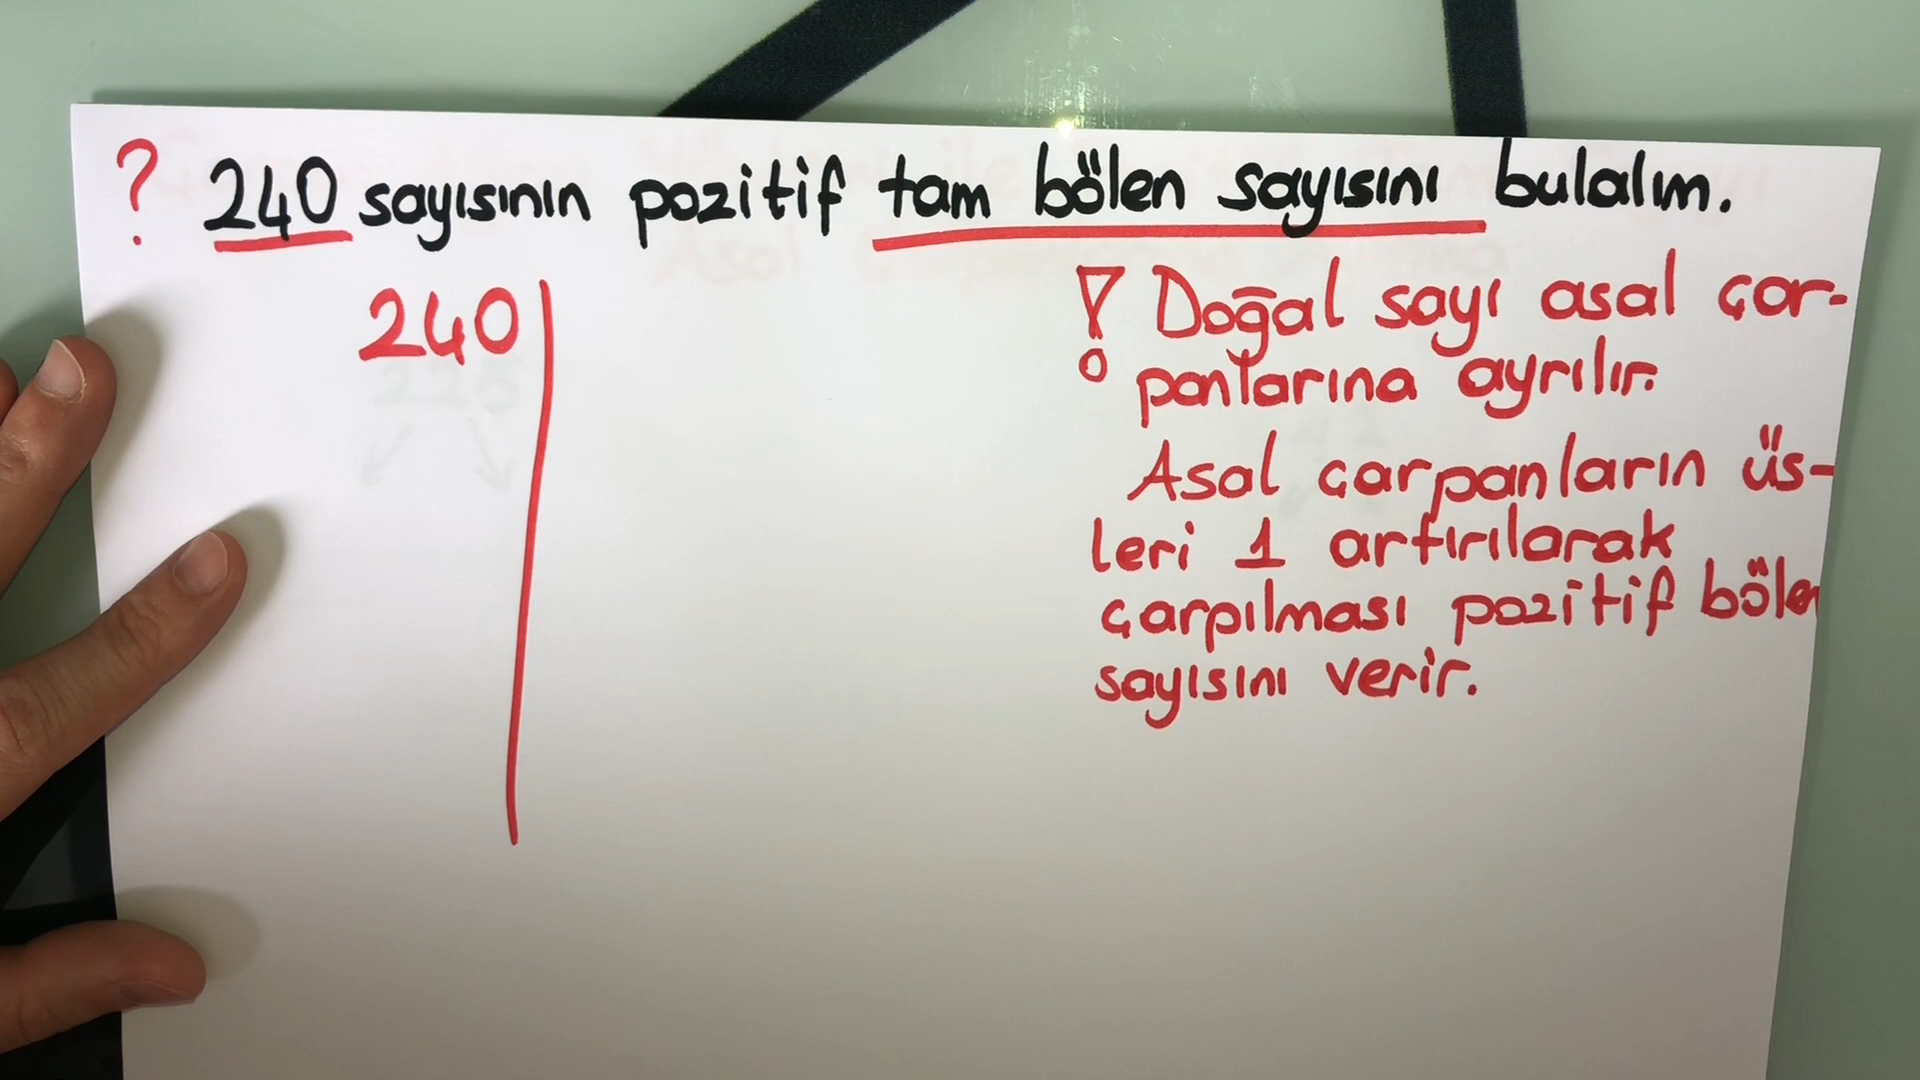 ? 240 sayısının pozitif tam bölen sayısını bulalım.
240
! Doğal sayı asal çar-
panlarına ayrılır.
Asal çarpanların üs-
leri 1 artırılarak
çarpılması pozitif bölen
sayısını verir.